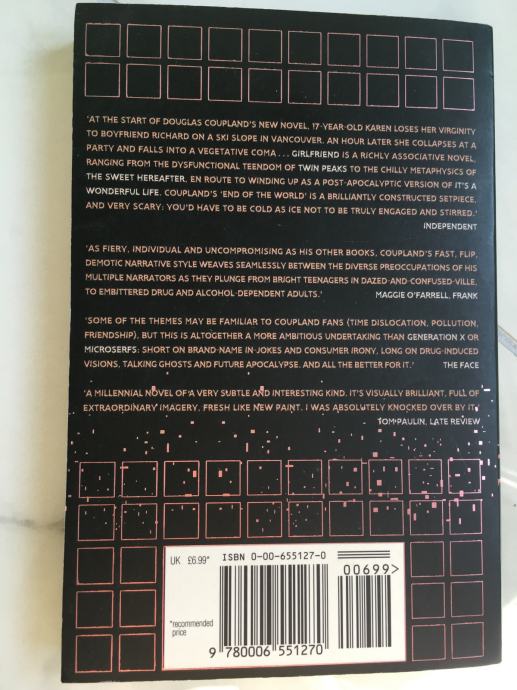 'AT THE START OF DOUGLAS COUPLAND'S NEW NOVEL, 17-YEAR-OLD KAREN LOSES HER VIRGINITY
TO BOYFRIEND RICHARD ON A SKI SLOPE IN VANCOUVER. AN HOUR LATER SHE COLLAPSES AT A
PARTY AND FALLS INTO A VEGETATIVE COMA... GIRLFRIEND IS A RICHLY ASSOCIATIVE NOVEL,
RANGING FROM THE DYSFUNCTIONAL TEENDOM OF TWIN PEAKS TO THE CHILLY METAPHYSICS OF
THE SWEET HEREAFTER, EN ROUTE TO WINDING UP AS A POST-APOCALYPTIC VERSION OF IT'S A
WONDERFUL LIFE. COUPLAND'S 'END OF THE WORLD' IS A BRILLIANTLY CONSTRUCTED SETPIECE,
AND VERY SCARY: YOU'D HAVE TO BE COLD AS ICE NOT TO BE TRULY ENGAGED AND STIRRED.'
INDEPENDENT
'AS FIERY, INDIVIDUAL AND UNCOMPROMISING AS HIS OTHER BOOKS, COUPLAND'S FAST, FLIP,
DEMOTIC NARRATIVE STYLE WEAVES SEAMLESSLY BETWEEN THE DIVERSE PREOCCUPATIONS OF HIS
MULTIPLE NARRATORS AS THEY PLUNGE FROM BRIGHT TEENAGERS IN DAZED-AND-CONFUSED-VILLE,
TO EMBITTERED DRUG AND ALCOHOL-DEPENDENT ADULTS.' MAGGIE O'FARRELL, FRANK
'SOME OF THE THEMES MAY BE FAMILIAR TO COUPLAND FANS (TIME DISLOCATION, POLLUTION,
FRIENDSHIP), BUT THIS IS ALTOGETHER A MORE AMBITIOUS UNDERTAKING THAN GENERATION X OR
MICROSERFS: SHORT ON BRAND-NAME IN-JOKES AND CONSUMER IRONY, LONG ON DRUG-INDUCED
VISIONS, TALKING GHOSTS AND FUTURE APOCALYPSE. AND ALL THE BETTER FOR IT.' THE FACE
'A MILLENNIAL NOVEL OF A VERY SUBTLE AND INTERESTING KIND. IT'S VISUALLY BRILLIANT, FULL OF
EXTRAORDINARY IMAGERY, FRESH LIKE NEW PAINT. I WAS ABSOLUTELY KNOCKED OVER BY IT.'
TOM PAULIN, LATE REVIEW
UK £6.99* ISBN 0-00-655127-0
00699>
*recommended
price
9 780006 551270